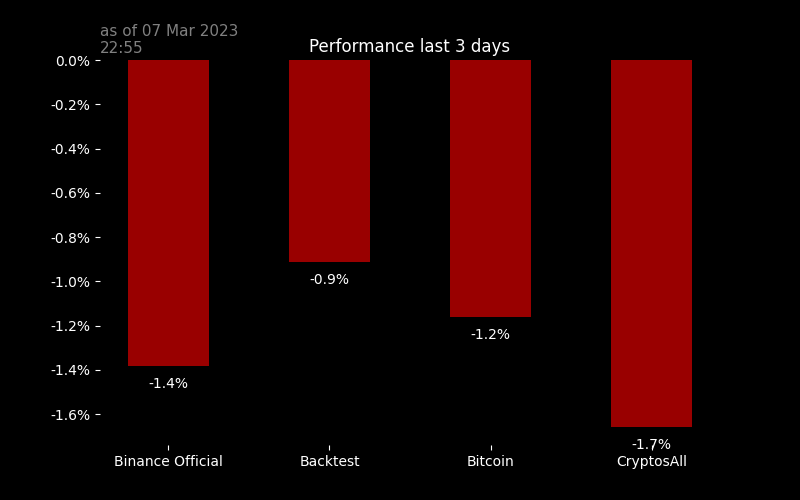 as of 07 Mar 2023
22:55
Performance last 3 days
0.0%
-0.2%
-0.4%
-0.6%
-0.8%
-1.0%
-1.2%
-1.4%
-1.6%
-1.4%
-0.9%
-1.2%
-1.7%
Binance Official
Backtest
Bitcoin
CryptosAll